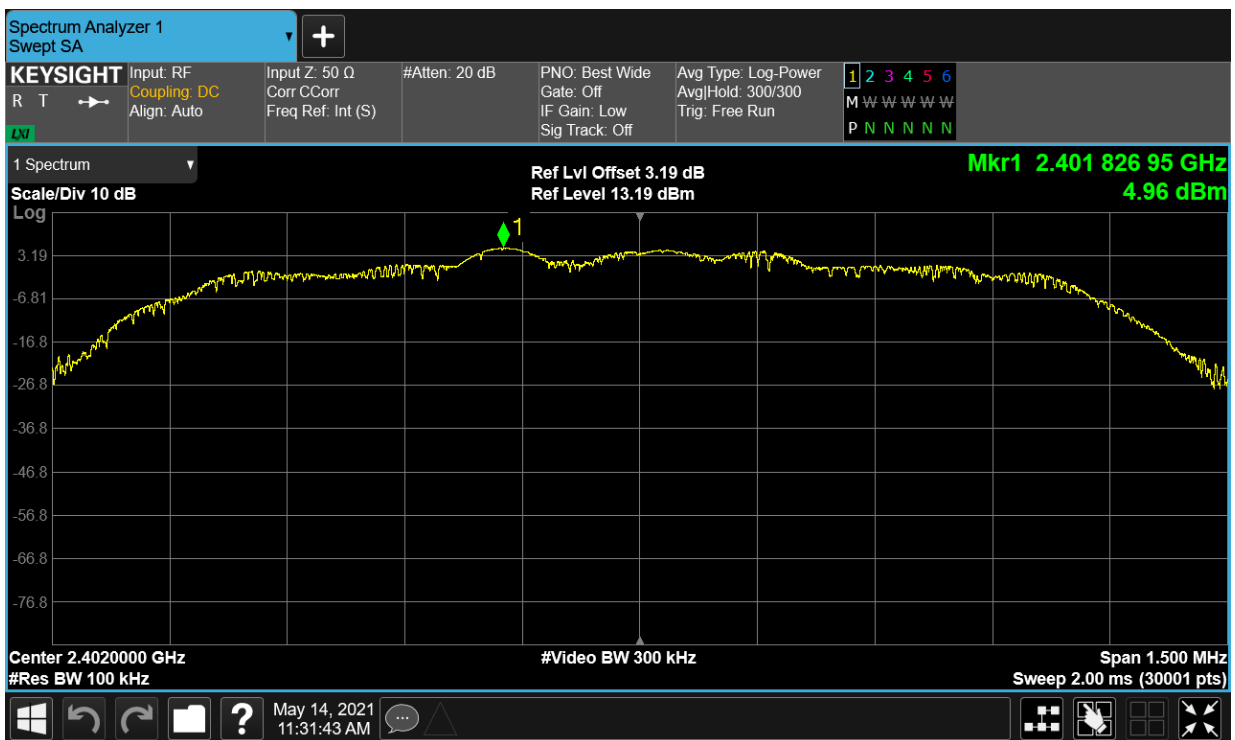 Spectrum Analyzer 1
Swept SA
KEYSIGHT
R T
LXI
Input: RF
Coupling: DC
Align: Auto
Input Z: 50 Ω
Corr CCorr
Freq Ref: Int (S)
#Atten: 20 dB
PNO: Best Wide
Gate: Off
IF Gain: Low
Sig Track: Off
Avg Type: Log-Power
Avg|Hold: 300/300
Trig: Free Run
1 2 3 4 5 6
M W W W W W
P N N N N N
1 Spectrum
Scale/Div 10 dB
Log
Ref Lvl Offset 3.19 dB
Ref Level 13.19 dBm
Mkr1 2.401 826 95 GHz
4.96 dBm
1
3.19
-6.81
-16.8
-26.8
-36.8
-46.8
-56.8
-66.8
-76.8
Center 2.4020000 GHz
#Res BW 100 kHz
#Video BW 300 kHz
Span 1.500 MHz
Sweep 2.00 ms (30001 pts)
?
May 14, 2021
11:31:43 AM